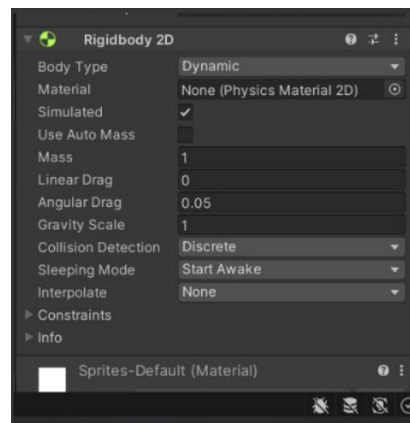 Rigidbody 2D
Body Type Dynamic
Material None (Physics Material 2D)
Simulated
Use Auto Mass
Mass 1
Linear Drag 0
Angular Drag 0.05
Gravity Scale 1
Collision Detection Discrete
Sleeping Mode Start Awake
Interpolate None
Constraints
Info
Sprites-Default (Material)